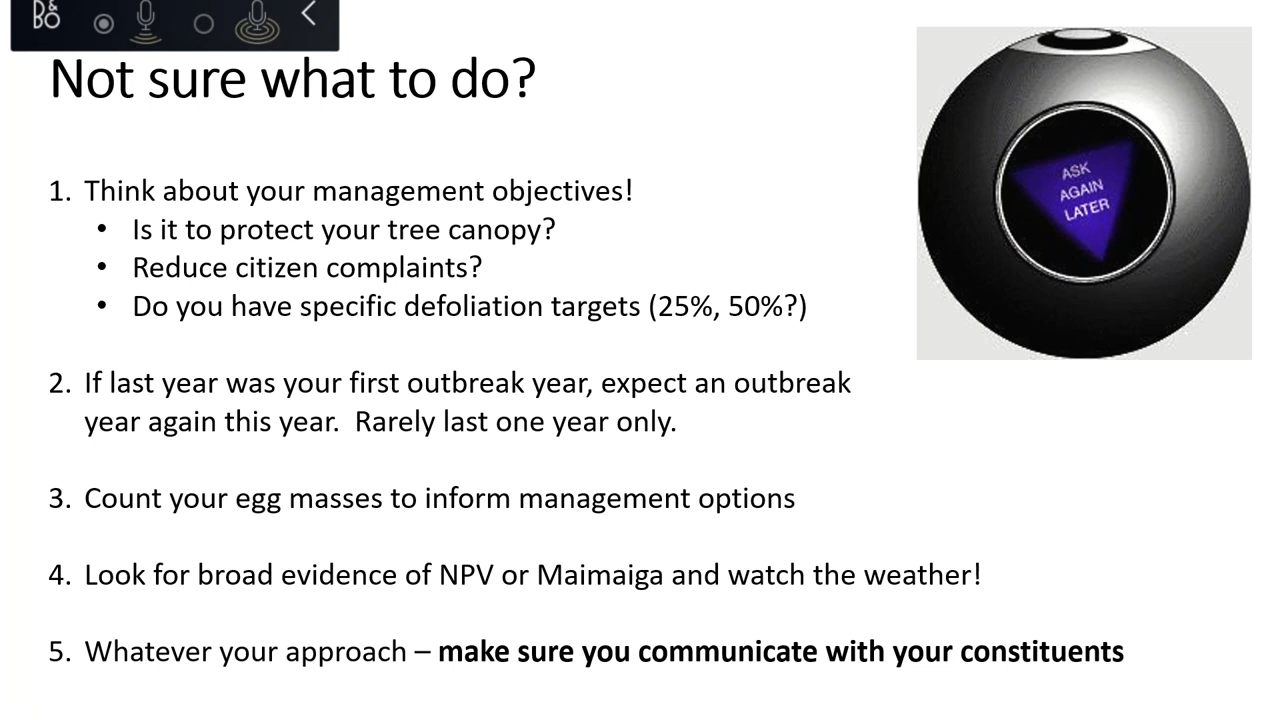 B&O
Not sure what to do?
1. Think about your management objectives!
• Is it to protect your tree canopy?
• Reduce citizen complaints?
• Do you have specific defoliation targets (25%, 50%?)
2. If last year was your first outbreak year, expect an outbreak
year again this year.  Rarely last one year only.
3. Count your egg masses to inform management options
4. Look for broad evidence of NPV or Maimaiga and watch the weather!
5. Whatever your approach – make sure you communicate with your constituents
ASK
AGAIN
LATER